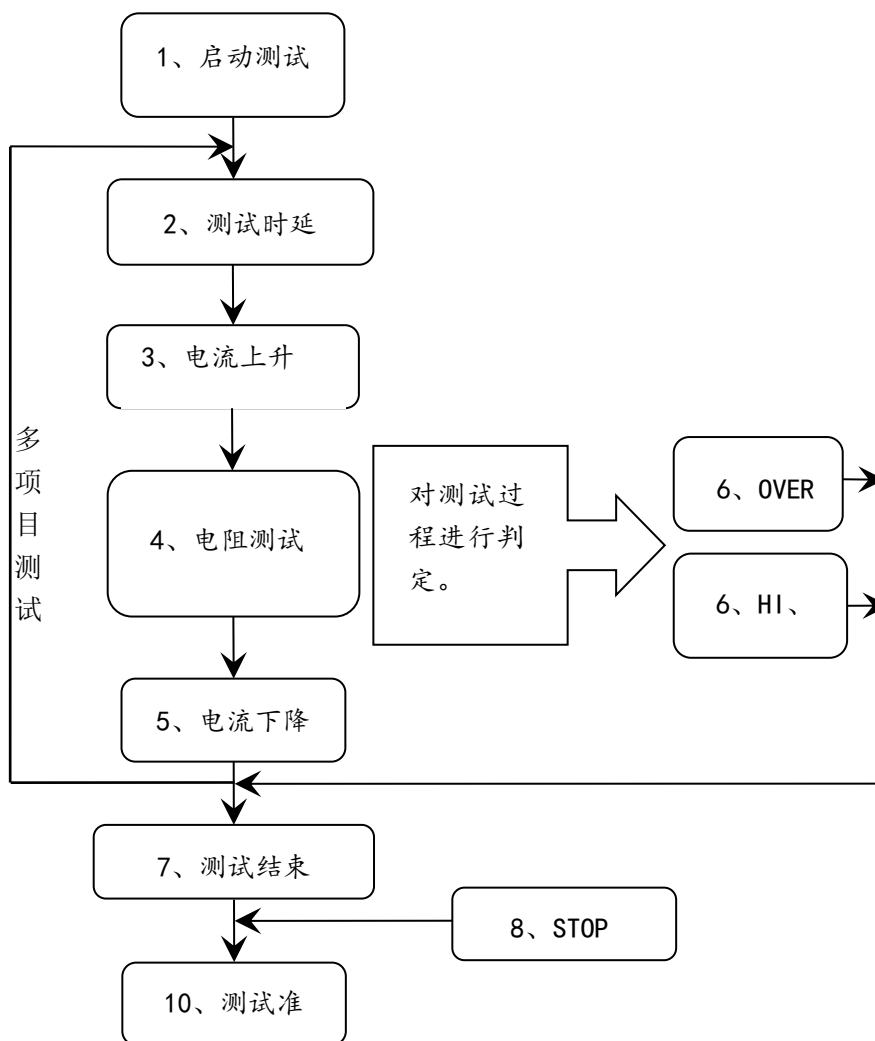 1、启动测试
2、测试时延
3、电流上升
多
项
目
测
试
4、电阻测试
对测试过
程进行判
定。
6、OVER
6、HI、
5、电流下降
7、测试结束
8、STOP
10、测试准